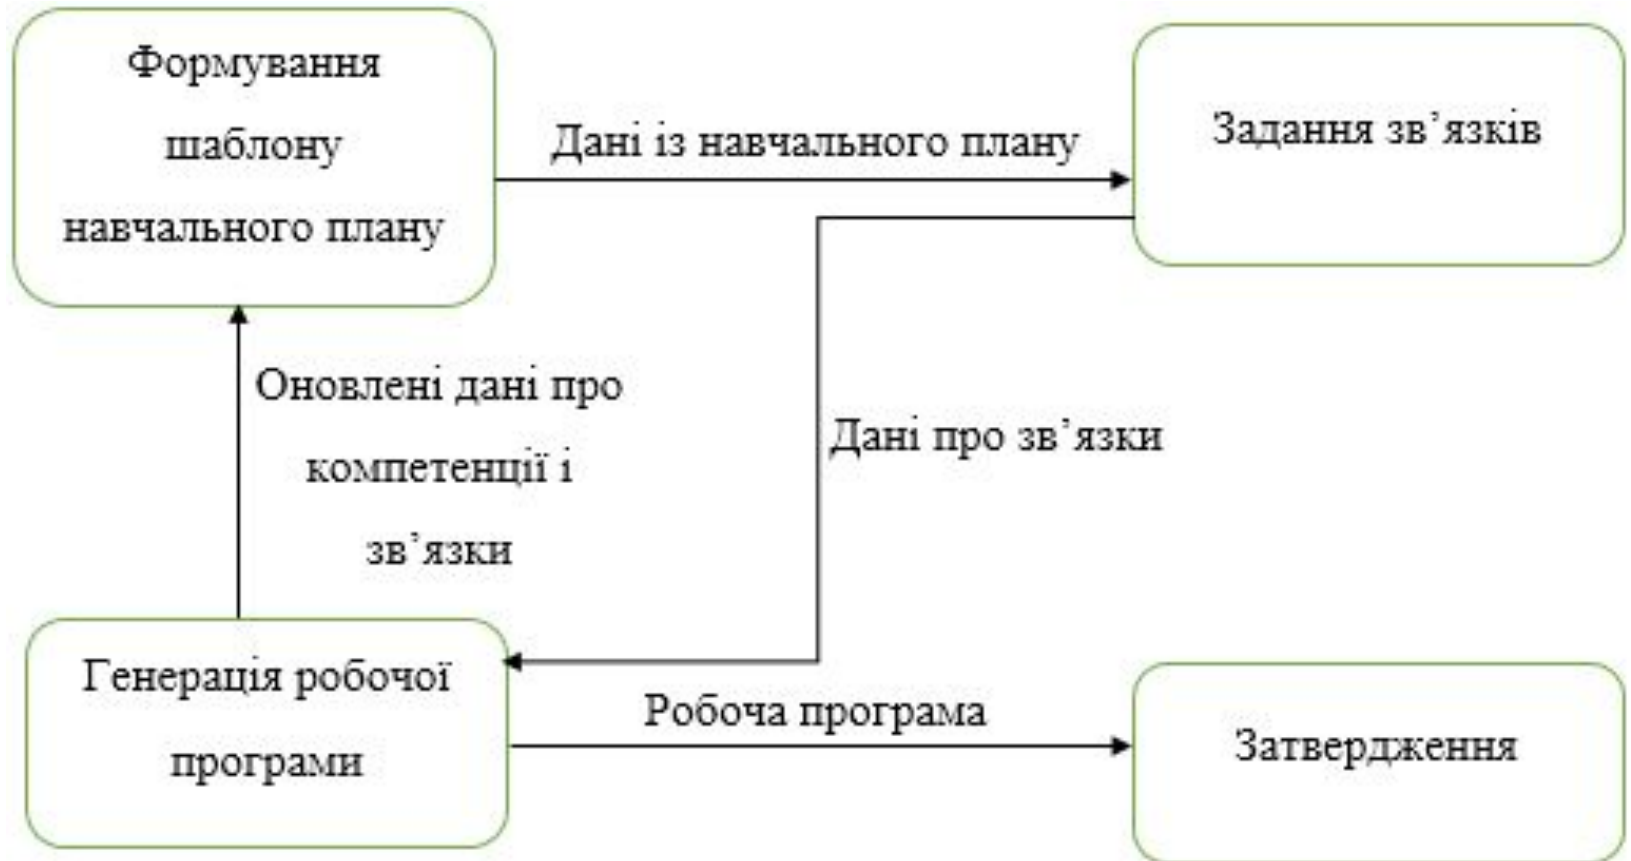 Формування
шаблону
навчального плану
Дані із навчального плану
Задання зв’язків
Оновлені дані про
компетенції і
зв’язки
Дані про зв’язки
Генерація робочої
програми
Робоча програма
Затвердження